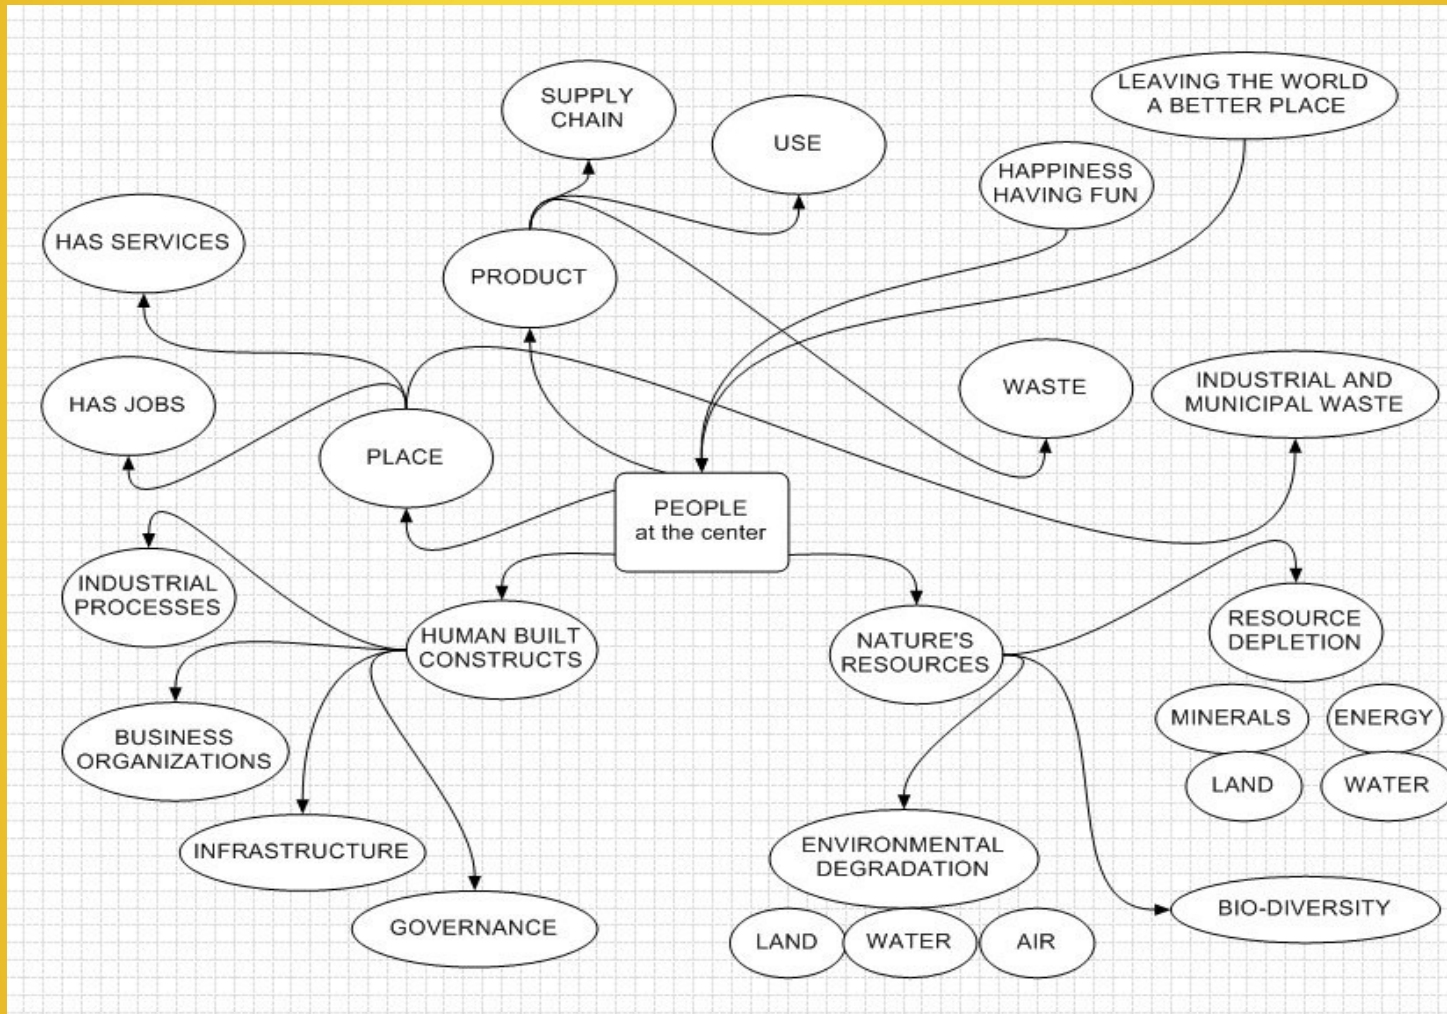 SUPPLY
CHAIN
USE
LEAVING THE WORLD
A BETTER PLACE
HAPPINESS
HAVING FUN
HAS SERVICES
PRODUCT
HAS JOBS
PLACE
WASTE
INDUSTRIAL AND
MUNICIPAL WASTE
PEOPLE
at the center
INDUSTRIAL
PROCESSES
HUMAN BUILT
CONSTRUCTS
NATURE'S
RESOURCES
RESOURCE
DEPLETION
MINERALS
ENERGY
LAND
WATER
BUSINESS
ORGANIZATIONS
INFRASTRUCTURE
GOVERNANCE
ENVIRONMENTAL
DEGRADATION
LAND
WATER
AIR
BIO-DIVERSITY